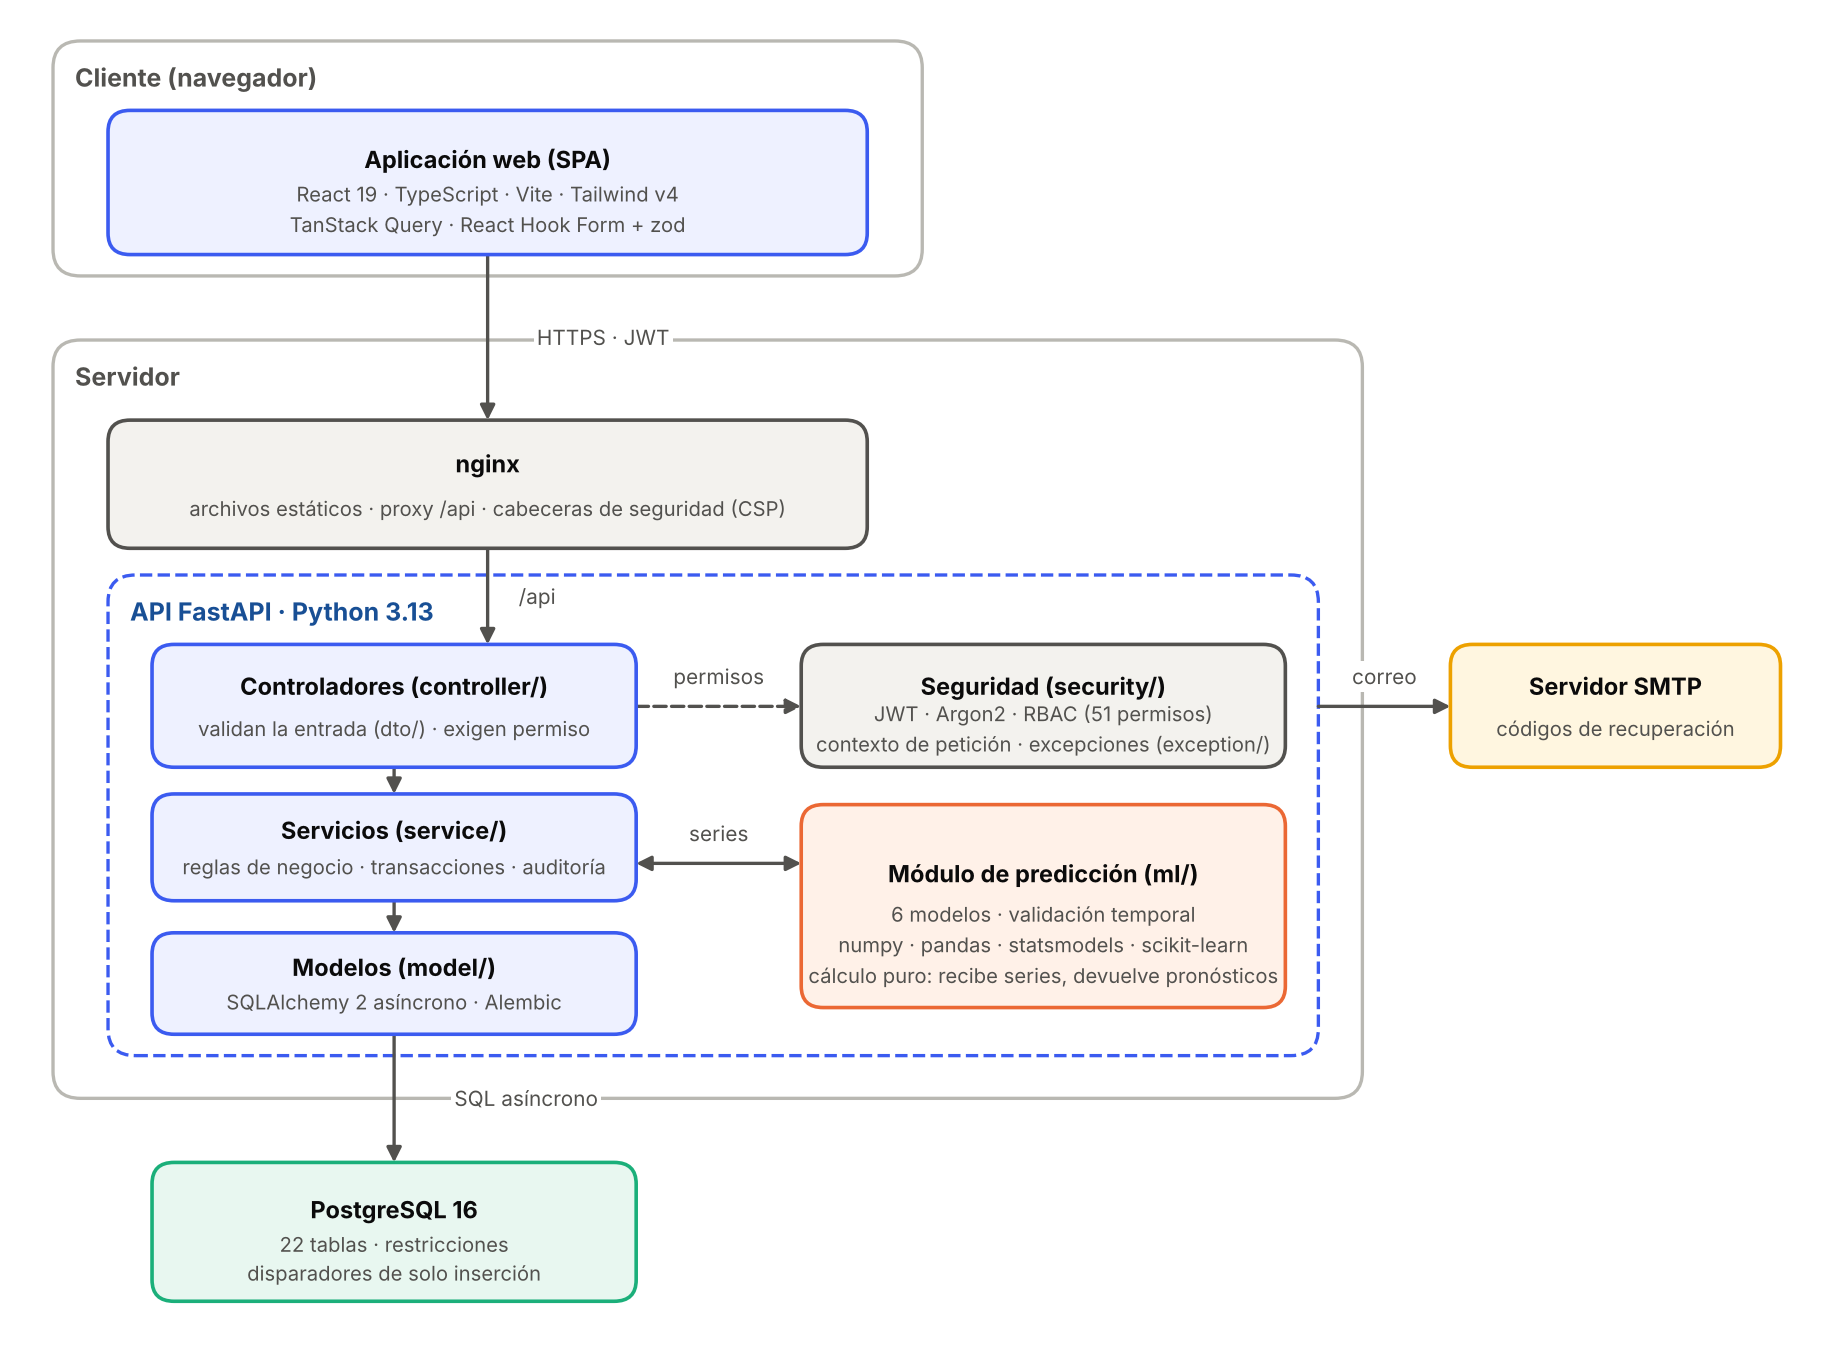 Cliente (navegador)
Aplicación web (SPA)
React 19 · TypeScript · Vite · Tailwind v4
TanStack Query · React Hook Form + zod
HTTPS · JWT
Servidor
nginx
archivos estáticos · proxy /api · cabeceras de seguridad (CSP)
/api
API FastAPI · Python 3.13
Controladores (controller/)
validan la entrada (dto/) · exigen permiso
permisos
Seguridad (security/)
JWT · Argon2 · RBAC (51 permisos)
contexto de petición · excepciones (exception/)
correo
Servidor SMTP
códigos de recuperación
Servicios (service/)
reglas de negocio · transacciones · auditoría
series
Módulo de predicción (ml/)
6 modelos · validación temporal
numpy · pandas · statsmodels · scikit-learn
cálculo puro: recibe series, devuelve pronósticos
Modelos (model/)
SQLAlchemy 2 asíncrono · Alembic
SQL asíncrono
PostgreSQL 16
22 tablas · restricciones
disparadores de solo inserción